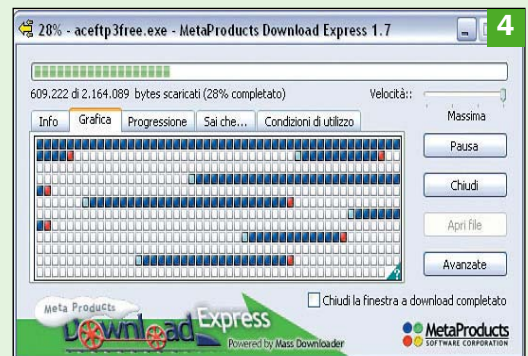 28% - aceftp3free.exe - MetaProducts Download Express 1.7
4
609.222 di 2.164.089 bytes scaricati (28% completo)
Velocità::
Massima
Info Grafica Progressione Sai che... Condizioni di utilizzo
Pausa
Chiudi
Apri file
Avanzate
?
Chiudi la finestra a download completato
Meta Products
Download Express
Powered by Mass Downloader
MetaProducts
SOFTWARE CORPORATION